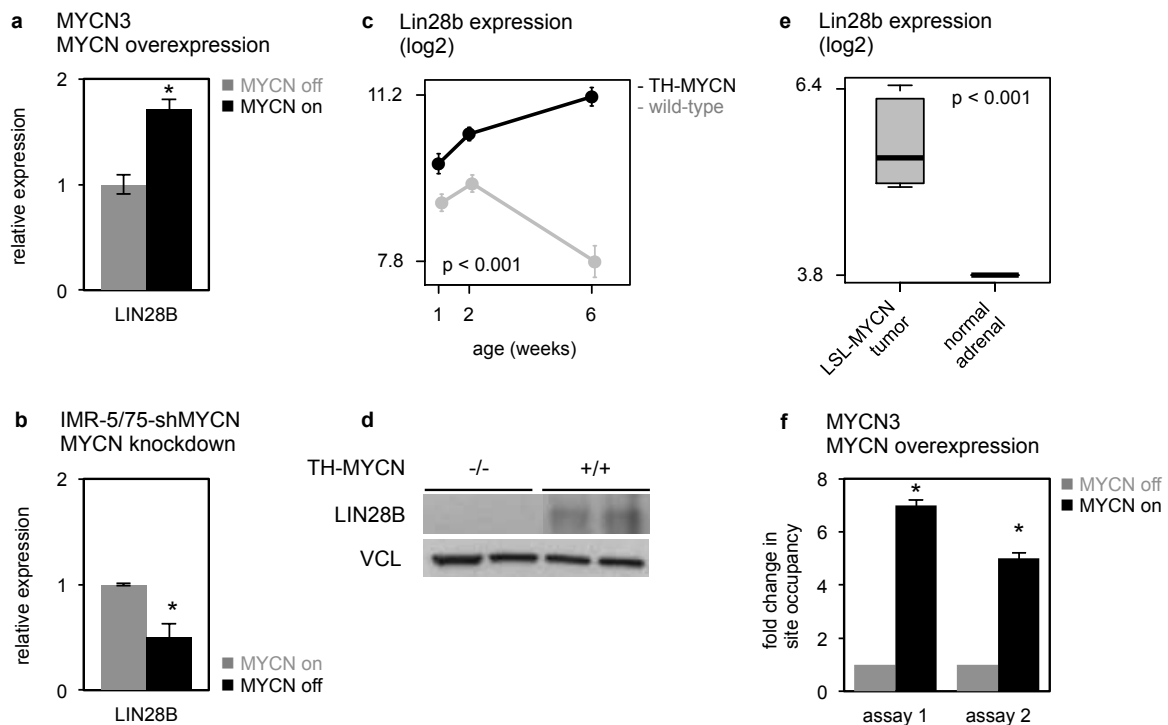 a
MYCN3
MYCN overexpression
relative expression
2
1
0
*
LIN28B
MYCN off
MYCN on
b
IMR-5/75-shMYCN
MYCN knockdown
relative expression
2
1
0
*
LIN28B
MYCN on
MYCN off
c
Lin28b expression
(log2)
11.2
7.8
- TH-MYCN
- wild-type
p < 0.001
1 2 6
age (weeks)
d
TH-MYCN -/- +/+
LIN28B
VCL
e
Lin28b expression
(log2)
6.4
3.8
p < 0.001
LSL-MYCN
tumor
normal
adrenal
f
MYCN3
MYCN overexpression
fold change in
site occupancy
8
6
4
2
0
*
*
assay 1 assay 2
MYCN off
MYCN on